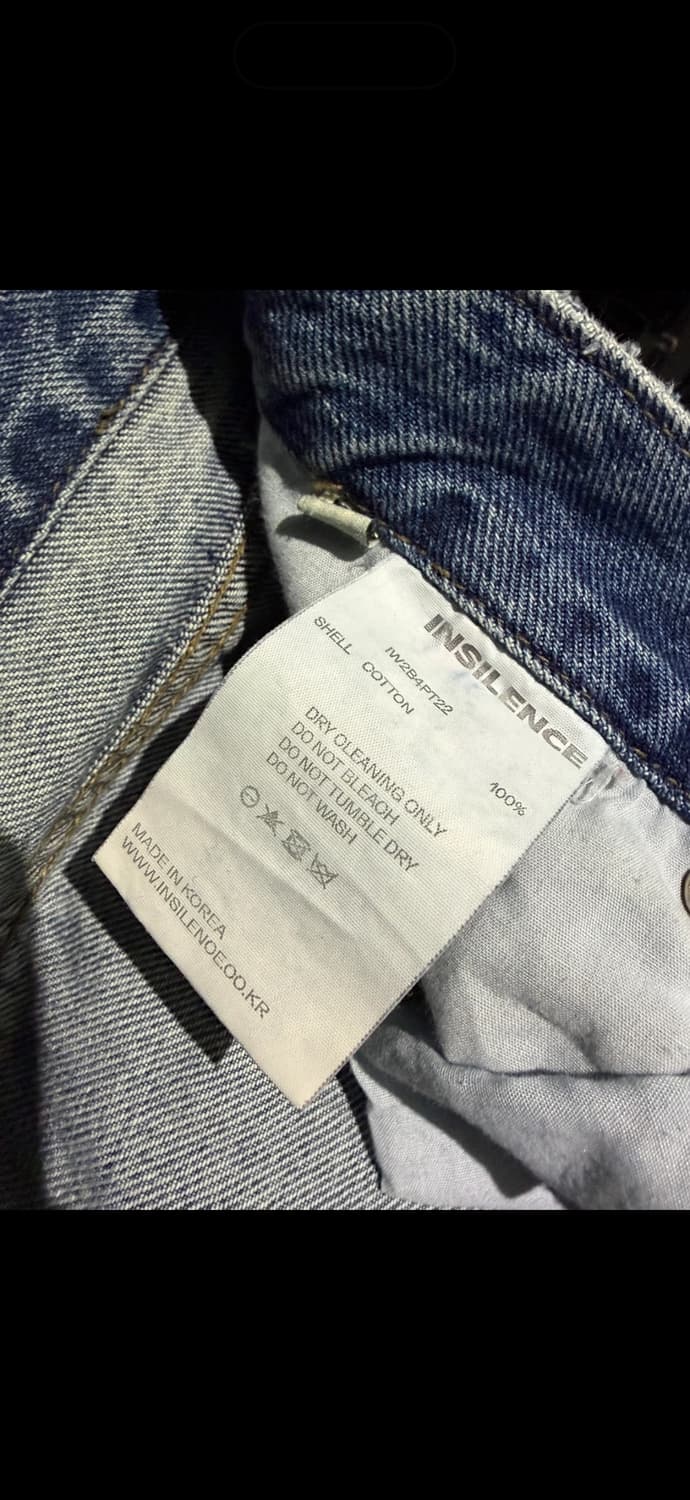 INSILENCE
IW2B4PT22
SHELL COTTON 100%
DRY CLEANING ONLY
DO NOT BLEACH
DO NOT TUMBLE DRY
DO NOT WASH
MADE IN KOREA
WWW.INSILENCE.CO.KR